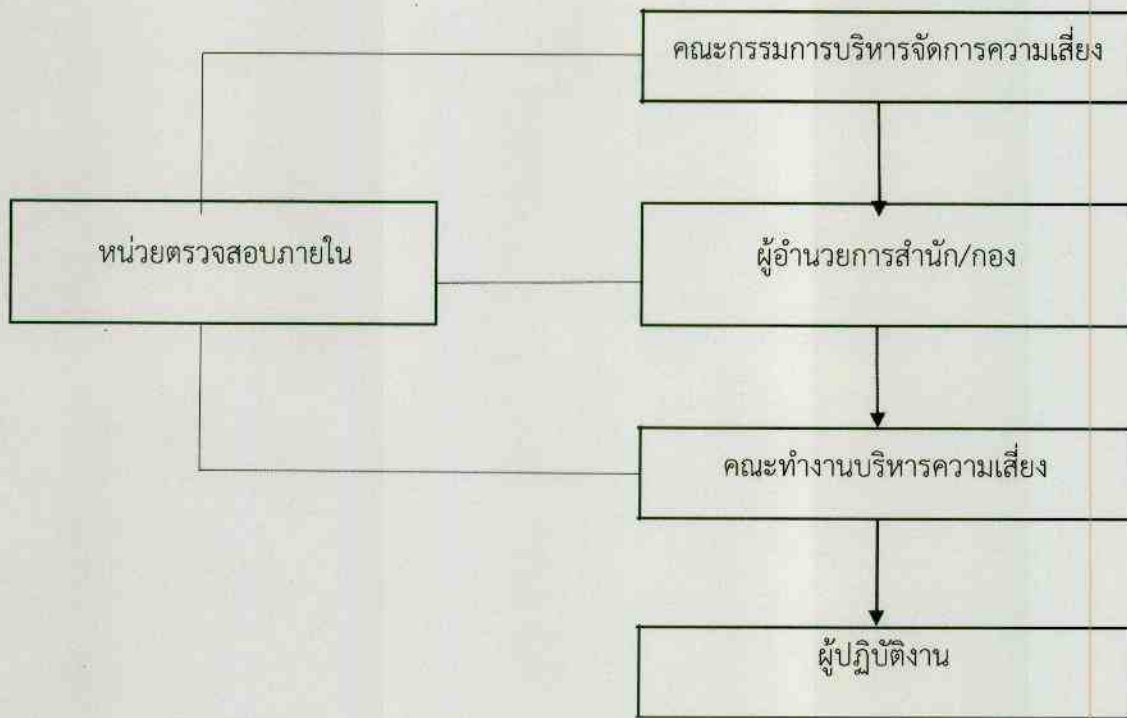 คณะกรรมการบริหารจัดการความเสี่ยง
หน่วยตรวจสอบภายใน
ผู้อำนวยการสำนัก/กอง
คณะทำงานบริหารความเสี่ยง
ผู้ปฏิบัติงาน